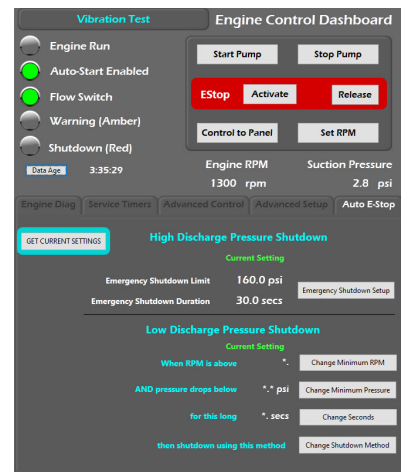 Vibration Test Engine Control Dashboard
Engine Run
Start Pump Stop Pump
Auto-Start Enabled
Flow Switch
EStop Activate Release
Warning (Amber)
Control to Panel Set RPM
Shutdown (Red)
Data Age 3:35:29
Engine RPM Suction Pressure
1300 rpm 2.8 psi
Engine Diag Service Timers Advanced Control Advanced Setup Auto E-Stop
GET CURRENT SETTINGS High Discharge Pressure Shutdown
Current Setting
Emergency Shutdown Limit 160.0 psi
Emergency Shutdown Setup
Emergency Shutdown Duration 30.0 secs
Low Discharge Pressure Shutdown
Current Setting
When RPM is above *. Change Minimum RPM
AND pressure drops below *.* psi Change Minimum Pressure
for this long *. secs Change Seconds
then shutdown using this method Change Shutdown Method